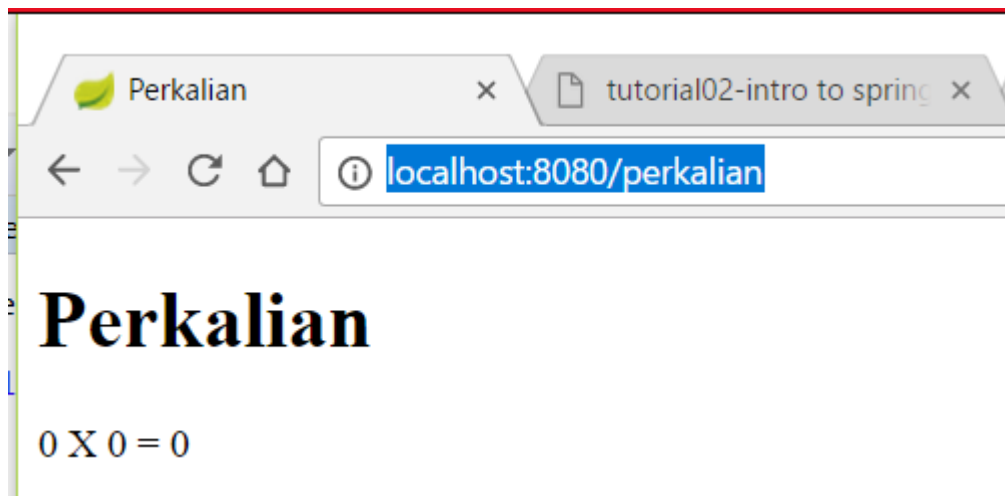 Perkalian
tutorial02-intro to spring
localhost:8080/perkalian
Perkalian
0 X 0 = 0